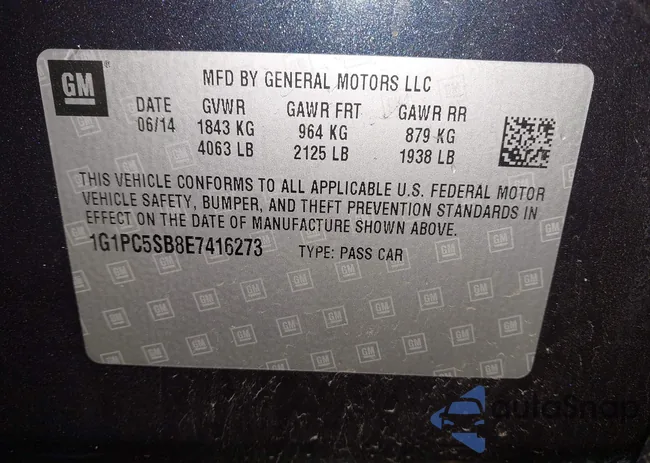 GM
MFD BY GENERAL MOTORS LLC
DATE GVWR GAWR FRT GAWR RR
06/14 1843 KG 964 KG 879 KG
4063 LB 2125 LB 1938 LB
THIS VEHICLE CONFORMS TO ALL APPLICABLE U.S. FEDERAL MOTOR
VEHICLE SAFETY, BUMPER, AND THEFT PREVENTION STANDARDS IN
EFFECT ON THE DATE OF MANUFACTURE SHOWN ABOVE.
1G1PC5SB8E7416273 TYPE: PASS CAR
autoSnap